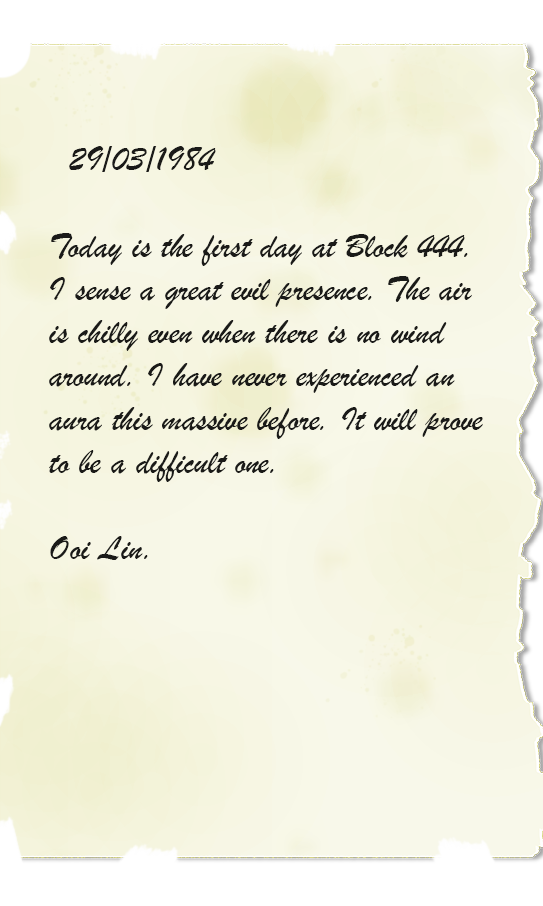 29/03/1984
Today is the first day at Block 444.
I sense a great evil presence. The air
is chilly even when there is no wind
around. I have never experienced an
aura this massive before. It will prove
to be a difficult one.
Ooi Lin.